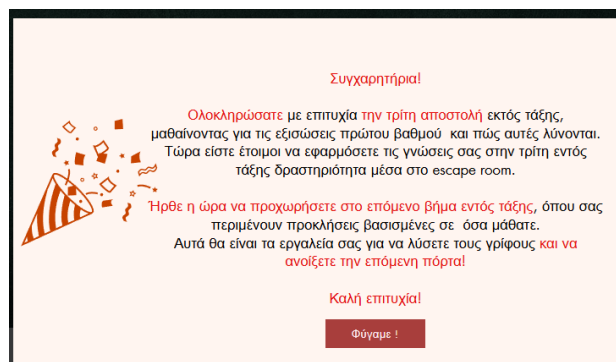 Συγχαρητήρια!
Ολοκληρώσατε με επιτυχία την τρίτη αποστολή εκτός τάξης,
μαθαίνοντας για τις εξισώσεις πρώτου βαθμού και πώς αυτές λύνονται.
Τώρα είστε έτοιμοι να εφαρμόσετε τις γνώσεις σας στην τρίτη εντός
τάξης δραστηριότητα μέσα στο escape room.
Ήρθε η ώρα να προχωρήσετε στο επόμενο βήμα εντός τάξης, όπου σας
περιμένουν προκλήσεις βασισμένες σε όσα μάθατε.
Αυτά θα είναι τα εργαλεία σας για να λύσετε τους γρίφους και να
ανοίξετε την επόμενη πόρτα!
Καλή επιτυχία!
Φύγαμε !